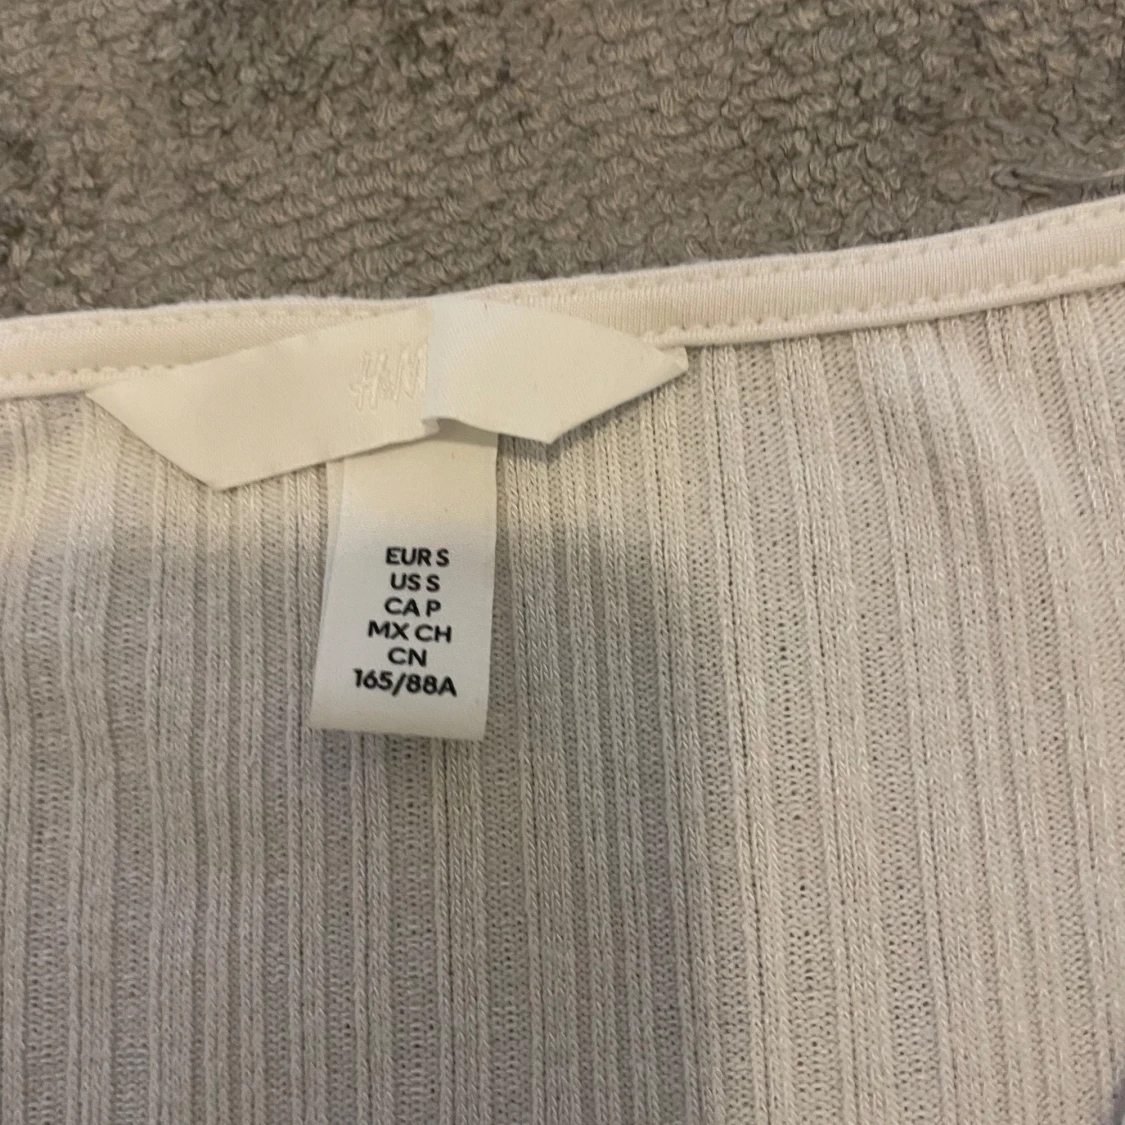 H&M
EUR S
US S
CA P
MX CH
CN
165/88A